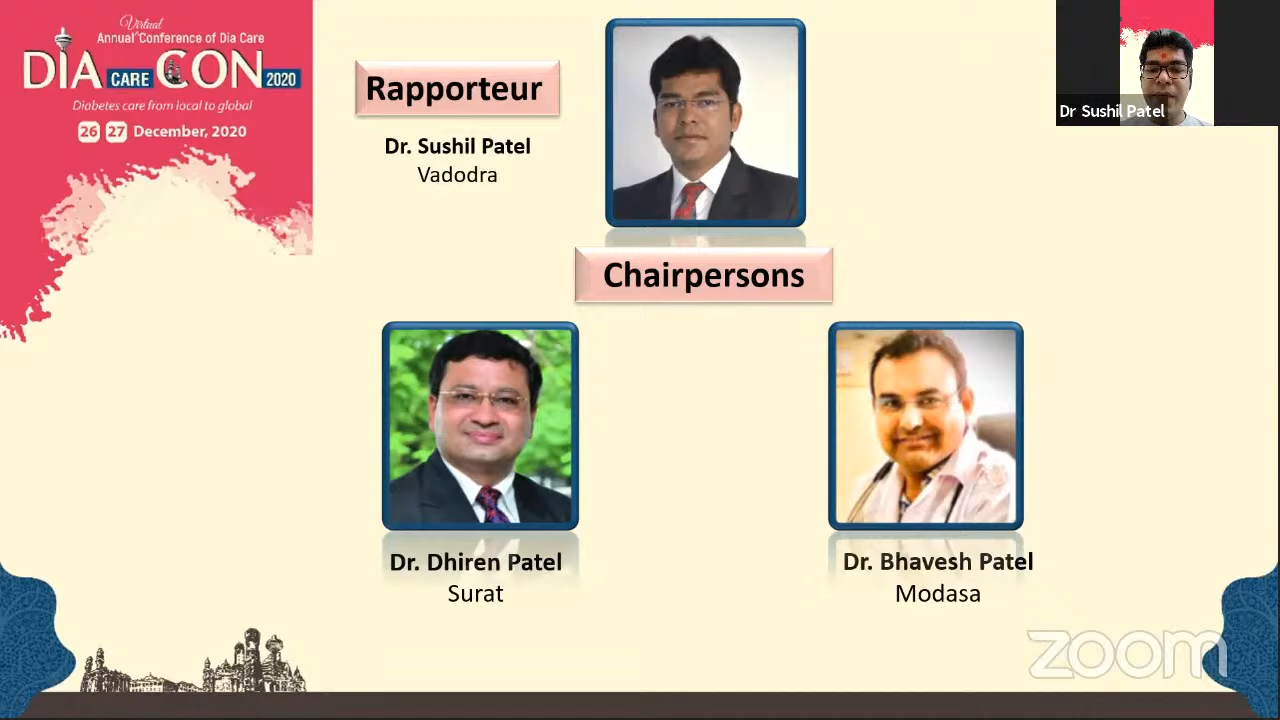 Virtual
Annual Conference of Dia Care
DIA CARE CON 2020
Diabetes care from local to global
26 27 December, 2020
Rapporteur
Dr. Sushil Patel
Vadodra
Dr Sushil Patel
Chairpersons
Dr. Dhiren Patel
Surat
Dr. Bhavesh Patel
Modasa
zoom